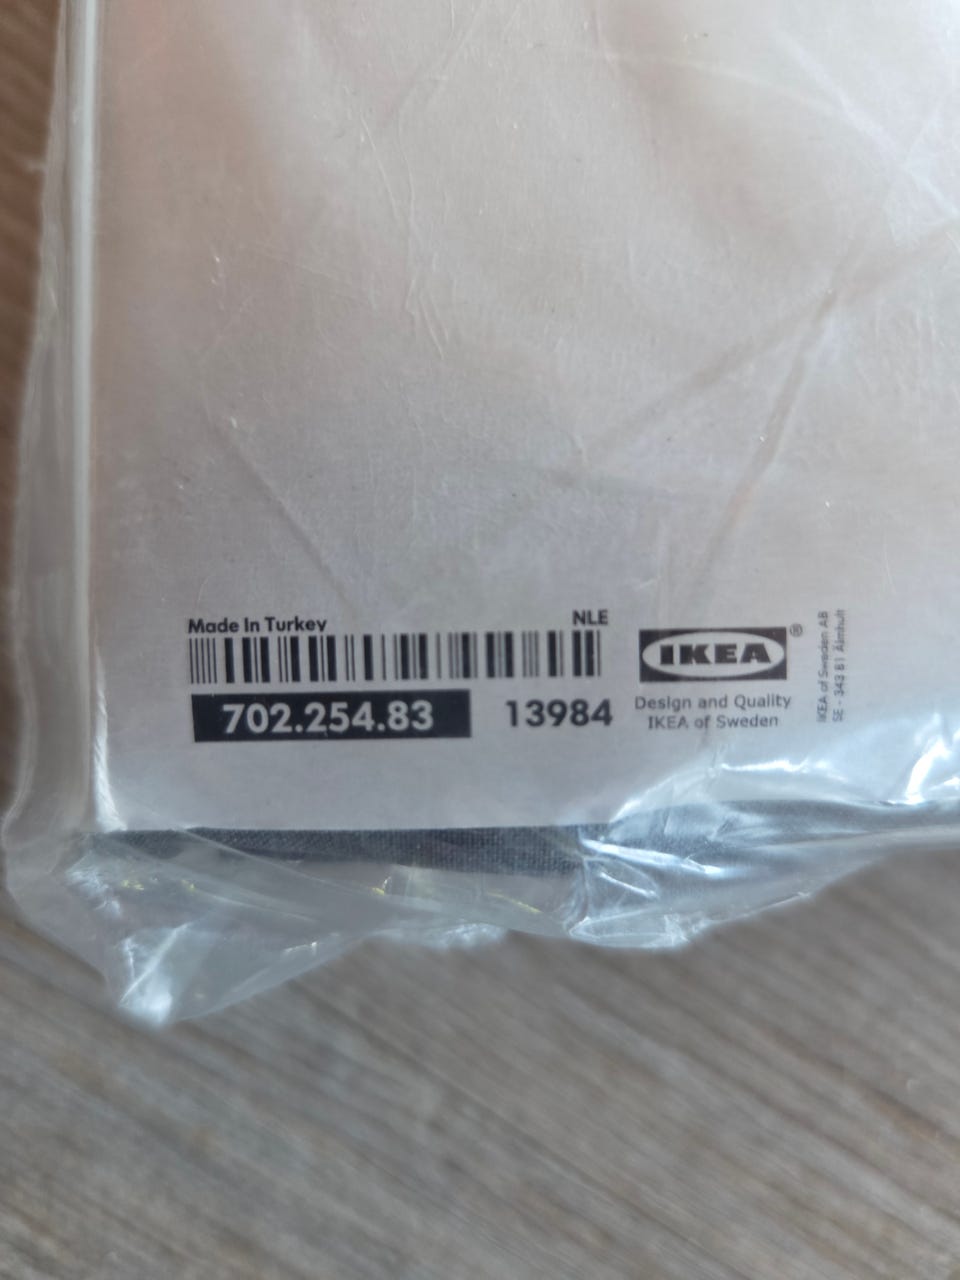 Made In Turkey
NLE
702.254.83
13984
IKEA®
Design and Quality
IKEA of Sweden
IKEA of Sweden AB
SE - 343 81 Älmhult